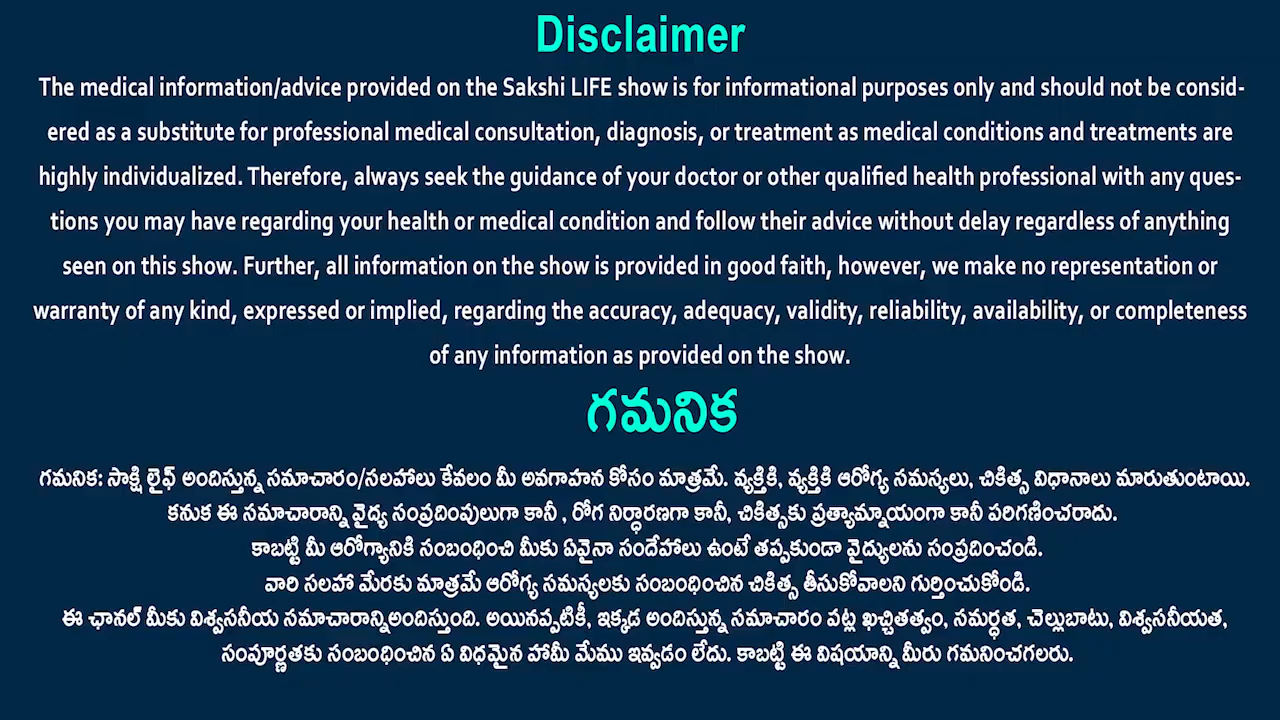 Disclaimer
The medical information/advice provided on the Sakshi LIFE show is for informational purposes only and should not be consid-
ered as a substitute for professional medical consultation, diagnosis, or treatment as medical conditions and treatments are
highly individualized. Therefore, always seek the guidance of your doctor or other qualified health professional with any ques-
tions you may have regarding your health or medical condition and follow their advice without delay regardless of anything
seen on this show. Further, all information on the show is provided in good faith, however, we make no representation or
warranty of any kind, expressed or implied, regarding the accuracy, adequacy, validity, reliability, availability, or completeness
of any information as provided on the show.
గమనిక
గమనిక: సాక్షి లైఫ్ అందిస్తున్న సమాచారం/సలహాలు కేవలం మీ అవగాహన కోసం మాత్రమే. వ్యక్తికి, వ్యక్తికి ఆరోగ్య సమస్యలు, చికిత్స విధానాలు మారుతుంటాయి.
కనుక ఈ సమాచారాన్ని వైద్య సంప్రదింపులుగా కానీ , రోగ నిర్ధారణగా కానీ, చికిత్సకు ప్రత్యామ్నాయంగా కానీ పరిగణించరాదు.
కాబట్టి మీ ఆరోగ్యానికి సంబంధించి మీకు ఏవైనా సందేహాలు ఉంటే తప్పకుండా వైద్యులను సంప్రదించండి.
వారి సలహా మేరకు మాత్రమే ఆరోగ్య సమస్యలకు సంబంధించిన చికిత్స తీసుకోవాలని గుర్తించుకోండి.
ఈ ఛానల్ మీకు విశ్వసనీయ సమాచారాన్నిఅందిస్తుంది. అయినప్పటికీ, ఇక్కడ అందిస్తున్న సమాచారం పట్ల ఖచ్చితత్వం, సమర్ధత, చెల్లుబాటు, విశ్వసనీయత,
సంపూర్ణతకు సంబంధించిన ఏ విధమైన హామీ మేము ఇవ్వడం లేదు. కాబట్టి ఈ విషయాన్ని మీరు గమనించగలరు.